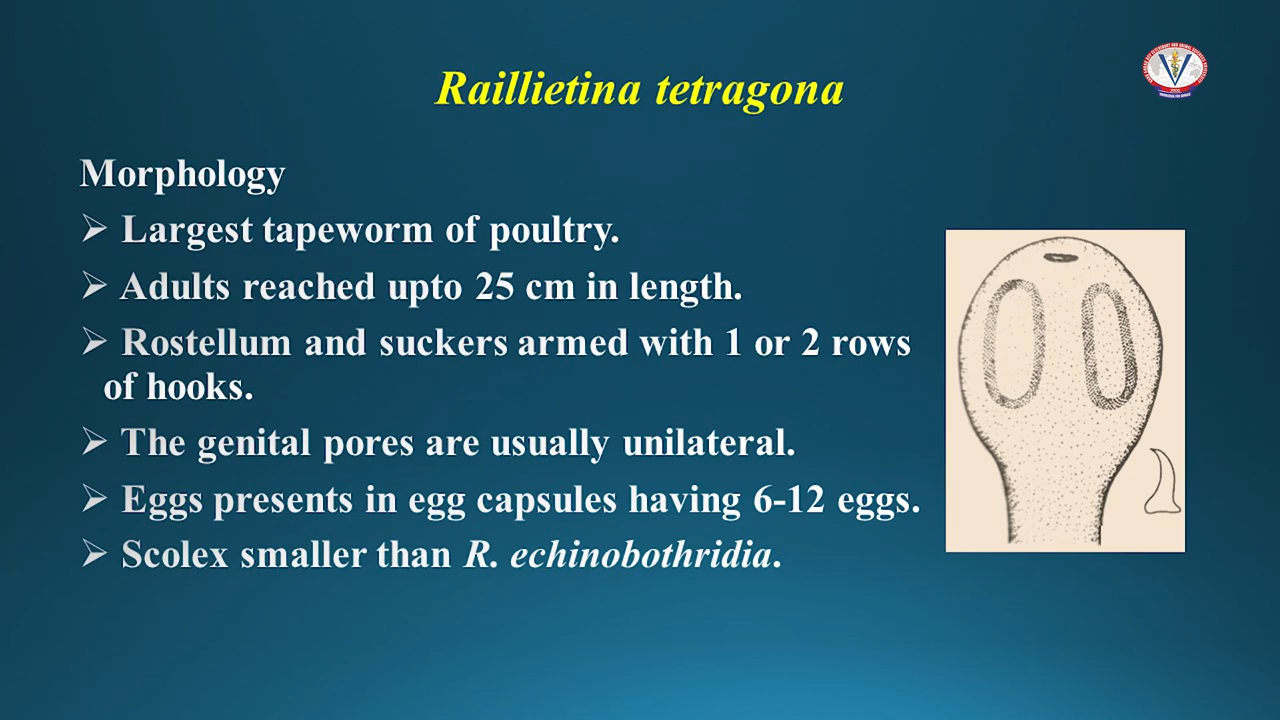 Raillietina tetragona
Morphology
➢ Largest tapeworm of poultry.
➢ Adults reached upto 25 cm in length.
➢ Rostellum and suckers armed with 1 or 2 rows
of hooks.
➢ The genital pores are usually unilateral.
➢ Eggs presents in egg capsules having 6-12 eggs.
➢ Scolex smaller than R. echinobothridia.